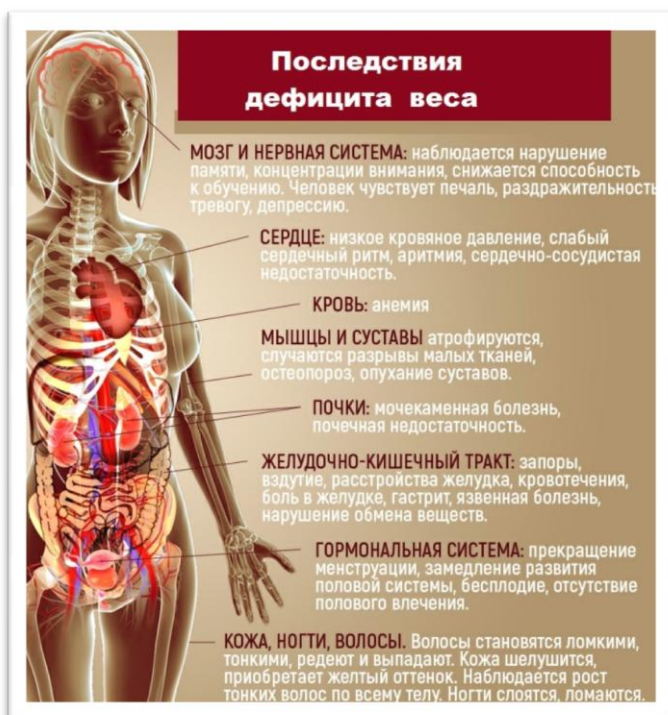 Последствия
дефицита веса
МОЗГ И НЕРВНАЯ СИСТЕМА: наблюдается нарушение
памяти, концентрации внимания, снижается способность
к обучению. Человек чувствует печаль, раздражительность
тревогу, депрессию.
СЕРДЦЕ: низкое кровяное давление, слабый
сердечный ритм, аритмия, сердечно-сосудистая
недостаточность.
КРОВЬ: анемия
МЫШЦЫ И СУСТАВЫ атрофируются,
случаются разрывы малых тканей,
остеопороз, опухание суставов.
ПОЧКИ: мочекаменная болезнь,
почечная недостаточность.
ЖЕЛУДОЧНО-КИШЕЧНЫЙ ТРАКТ: запоры,
вздутие, расстройства желудка, кровотечения,
боль в желудке, гастрит, язвенная болезнь,
нарушение обмена веществ.
ГОРМОНАЛЬНАЯ СИСТЕМА: прекращение
менструации, замедление развития
половой системы, бесплодие, отсутствие
полового влечения.
КОЖА, НОГТИ, ВОЛОСЫ. Волосы становятся ломкими,
тонкими, редеют и выпадают. Кожа шелушится,
приобретает желтый оттенок. Наблюдается рост
тонких волос по всему телу. Ногти слоятся, ломаются.